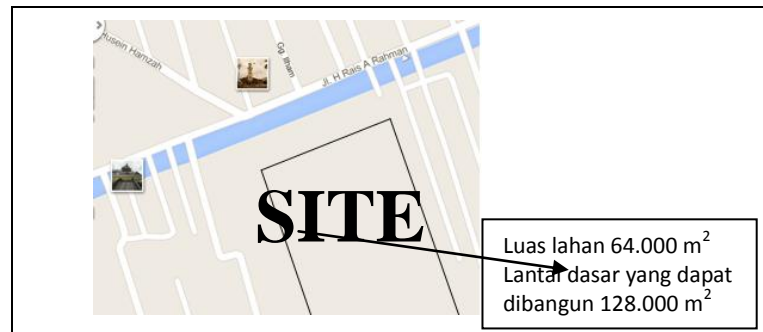 Husein Hamzah
Gg. Ilham
Jl. H Rais A Rahman
SITE
Luas lahan 64.000 m²
Lantai dasar yang dapat
dibangun 128.000 m²